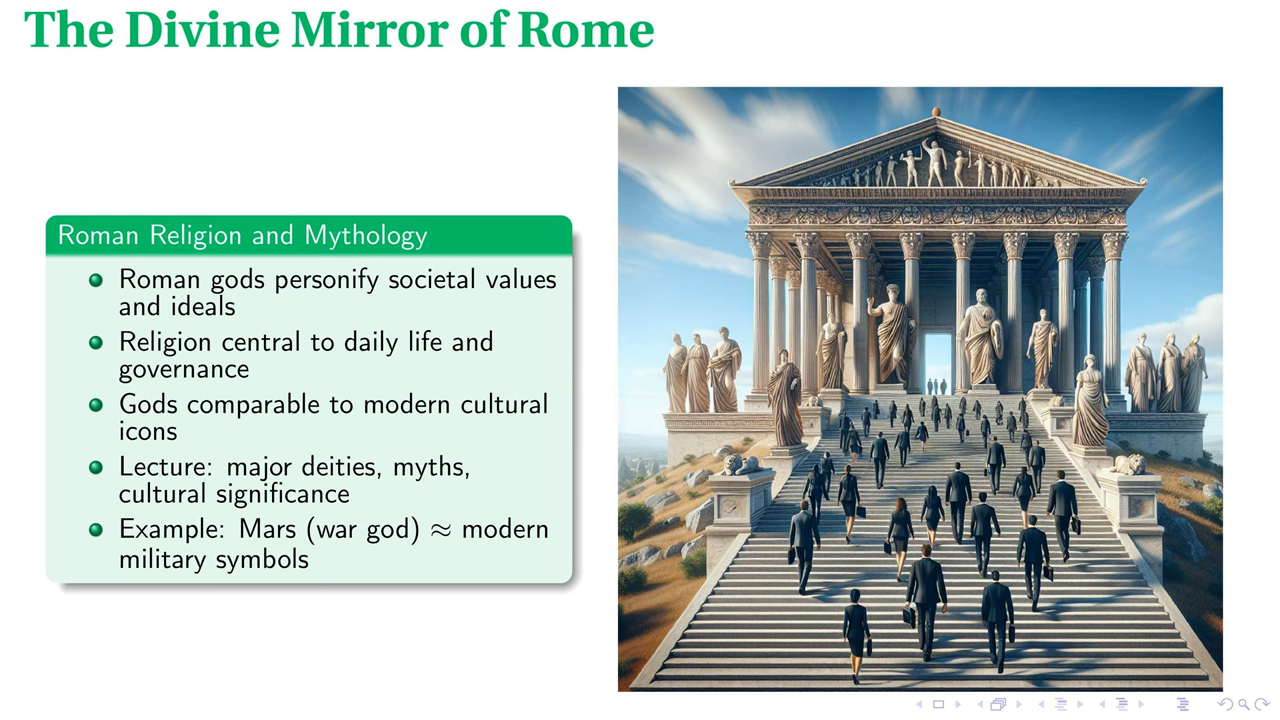 The Divine Mirror of Rome
Roman Religion and Mythology
Roman gods personify societal values
and ideals
Religion central to daily life and
governance
Gods comparable to modern cultural
icons
Lecture: major deities, myths,
cultural significance
Example: Mars (war god) ≈ modern
military symbols